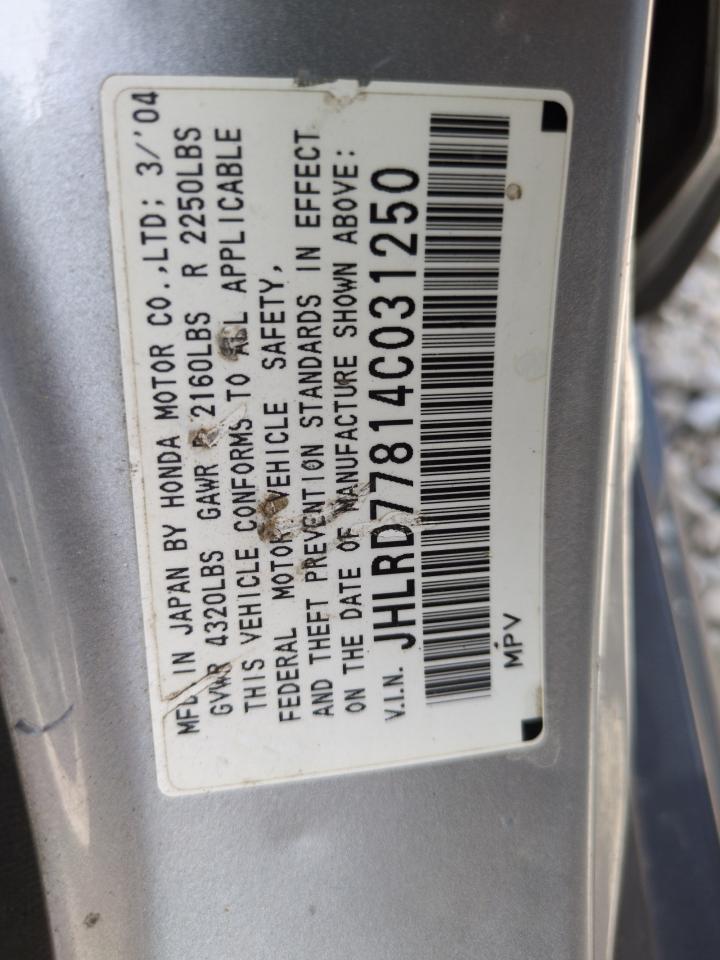 MFD IN JAPAN BY HONDA MOTOR CO.,LTD; 3/'04
GVWR 4320LBS GAWR F 2160LBS R 2250LBS
THIS VEHICLE CONFORMS TO ALL APPLICABLE
FEDERAL MOTOR VEHICLE SAFETY,
AND THEFT PREVENTION STANDARDS IN EFFECT
ON THE DATE OF MANUFACTURE SHOWN ABOVE:
V.I.N. JHLRD77814C031250
MPV